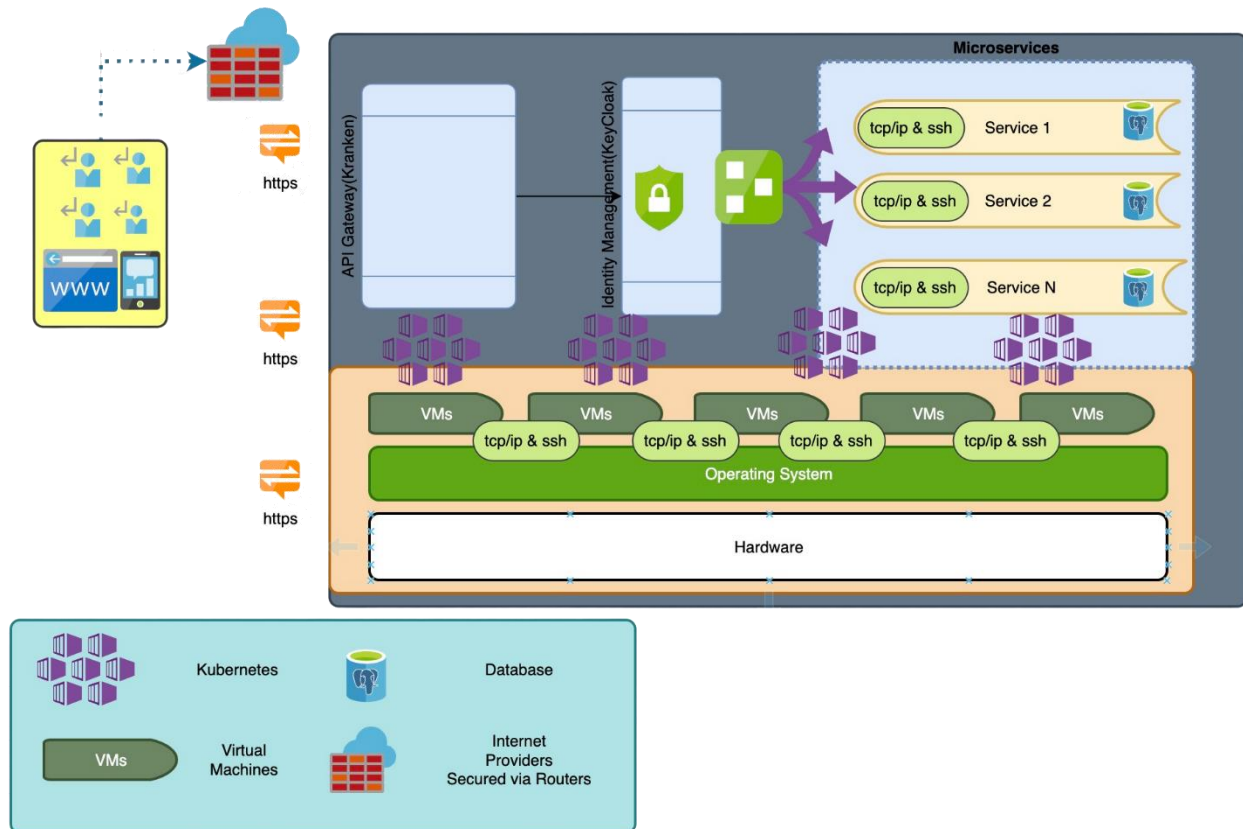 Microservices
API Gateway(Kranken)
Identity Management(KeyCloak)
tcp/ip & ssh
Service 1
tcp/ip & ssh
Service 2
tcp/ip & ssh
Service N
https
https
https
WWW
VMs
VMs
VMs
VMs
VMs
tcp/ip & ssh
tcp/ip & ssh
tcp/ip & ssh
tcp/ip & ssh
Operating System
Hardware
Kubernetes
Database
VMs
Virtual
Machines
Internet
Providers
Secured via Routers